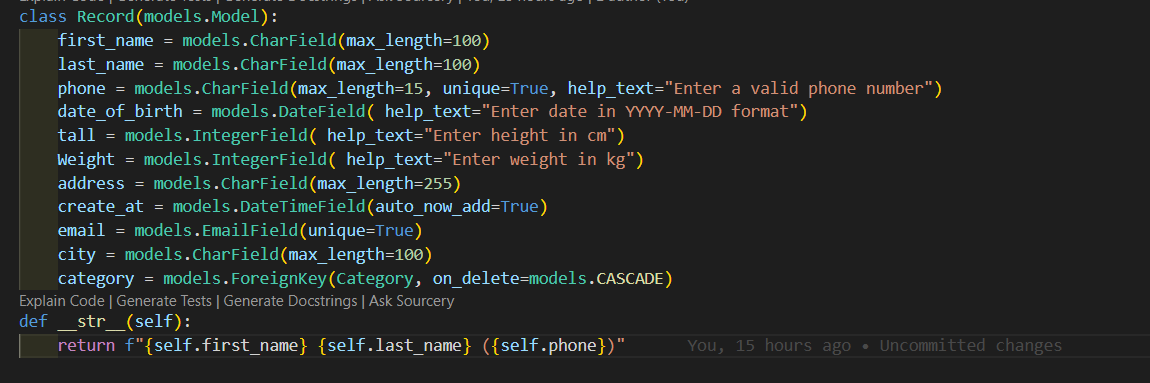 class Record(models.Model):
    first_name = models.CharField(max_length=100)
    last_name = models.CharField(max_length=100)
    phone = models.CharField(max_length=15, unique=True, help_text="Enter a valid phone number")
    date_of_birth = models.DateField( help_text="Enter date in YYYY-MM-DD format")
    tall = models.IntegerField( help_text="Enter height in cm")
    Weight = models.IntegerField( help_text="Enter weight in kg")
    address = models.CharField(max_length=255)
    create_at = models.DateTimeField(auto_now_add=True)
    email = models.EmailField(unique=True)
    city = models.CharField(max_length=100)
    category = models.ForeignKey(Category, on_delete=models.CASCADE)
Explain Code | Generate Tests | Generate Docstrings | Ask Sourcery
def __str__(self):
    return f"{self.first_name} {self.last_name} ({self.phone})" You, 15 hours ago • Uncommitted changes